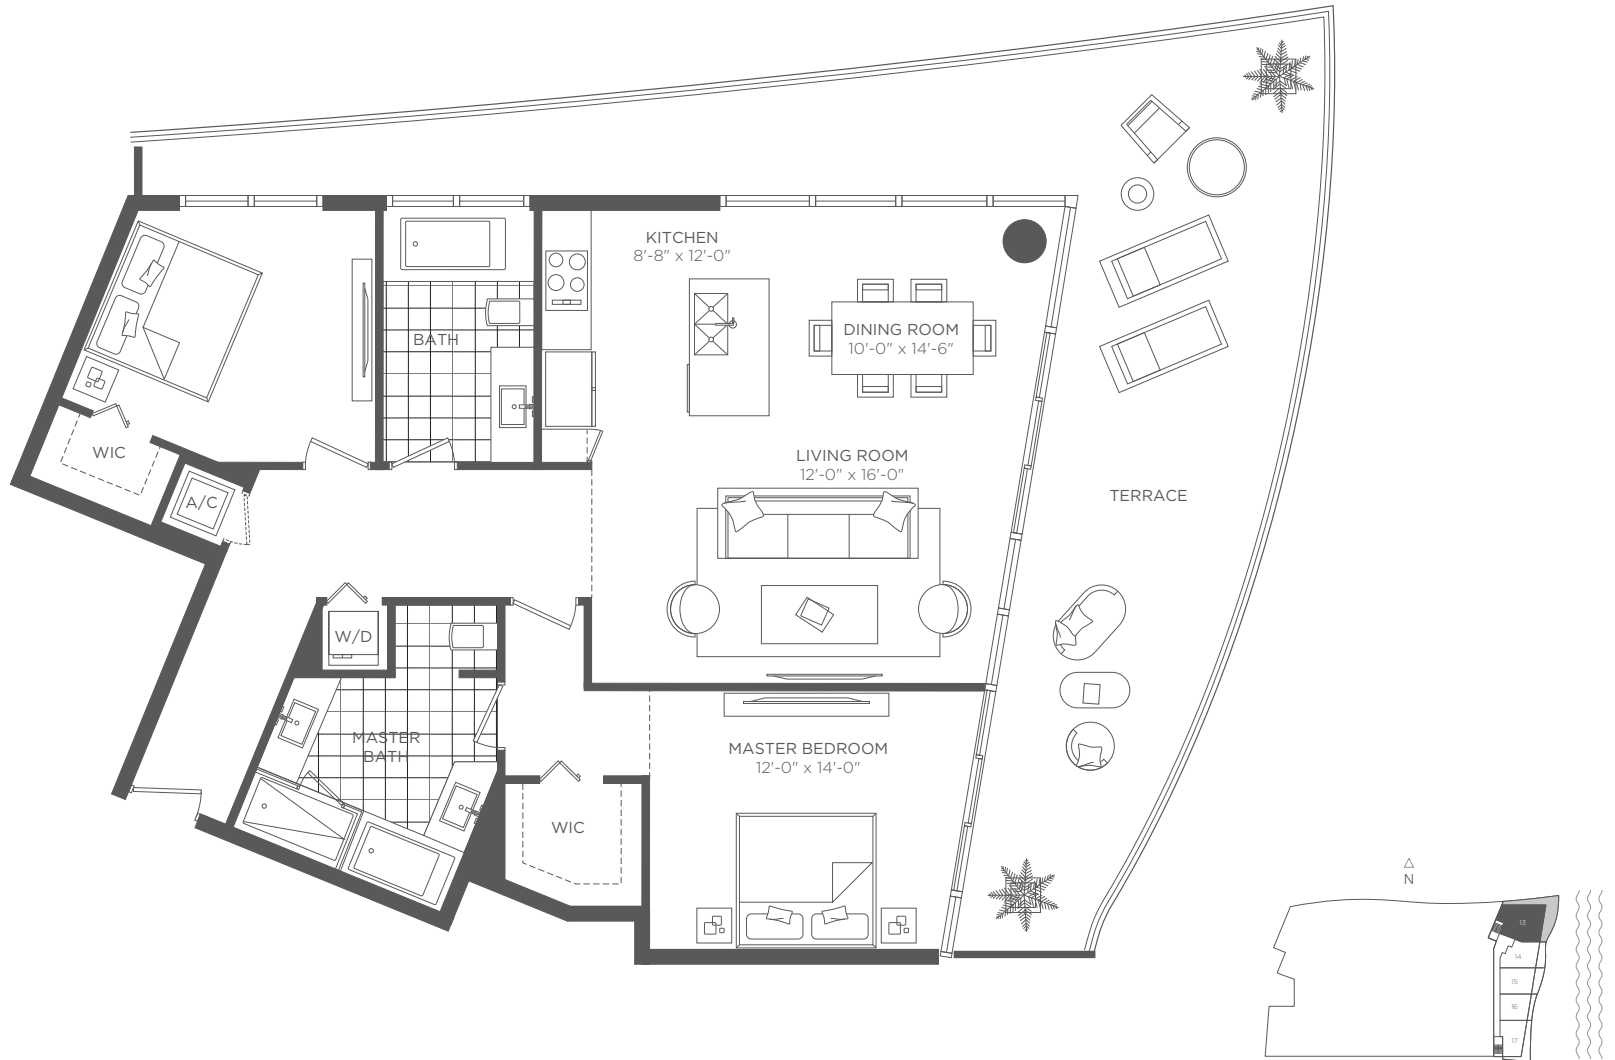 KITCHEN
8'-8" x 12'-0"
BATH
DINING ROOM
10'-0" x 14'-6"
WIC
LIVING ROOM
12'-0" x 16'-0"
A/C
TERRACE
W/D
MASTER
BATH
MASTER BEDROOM
12'-0" x 14'-0"
WIC
N
13
14
15
16
17